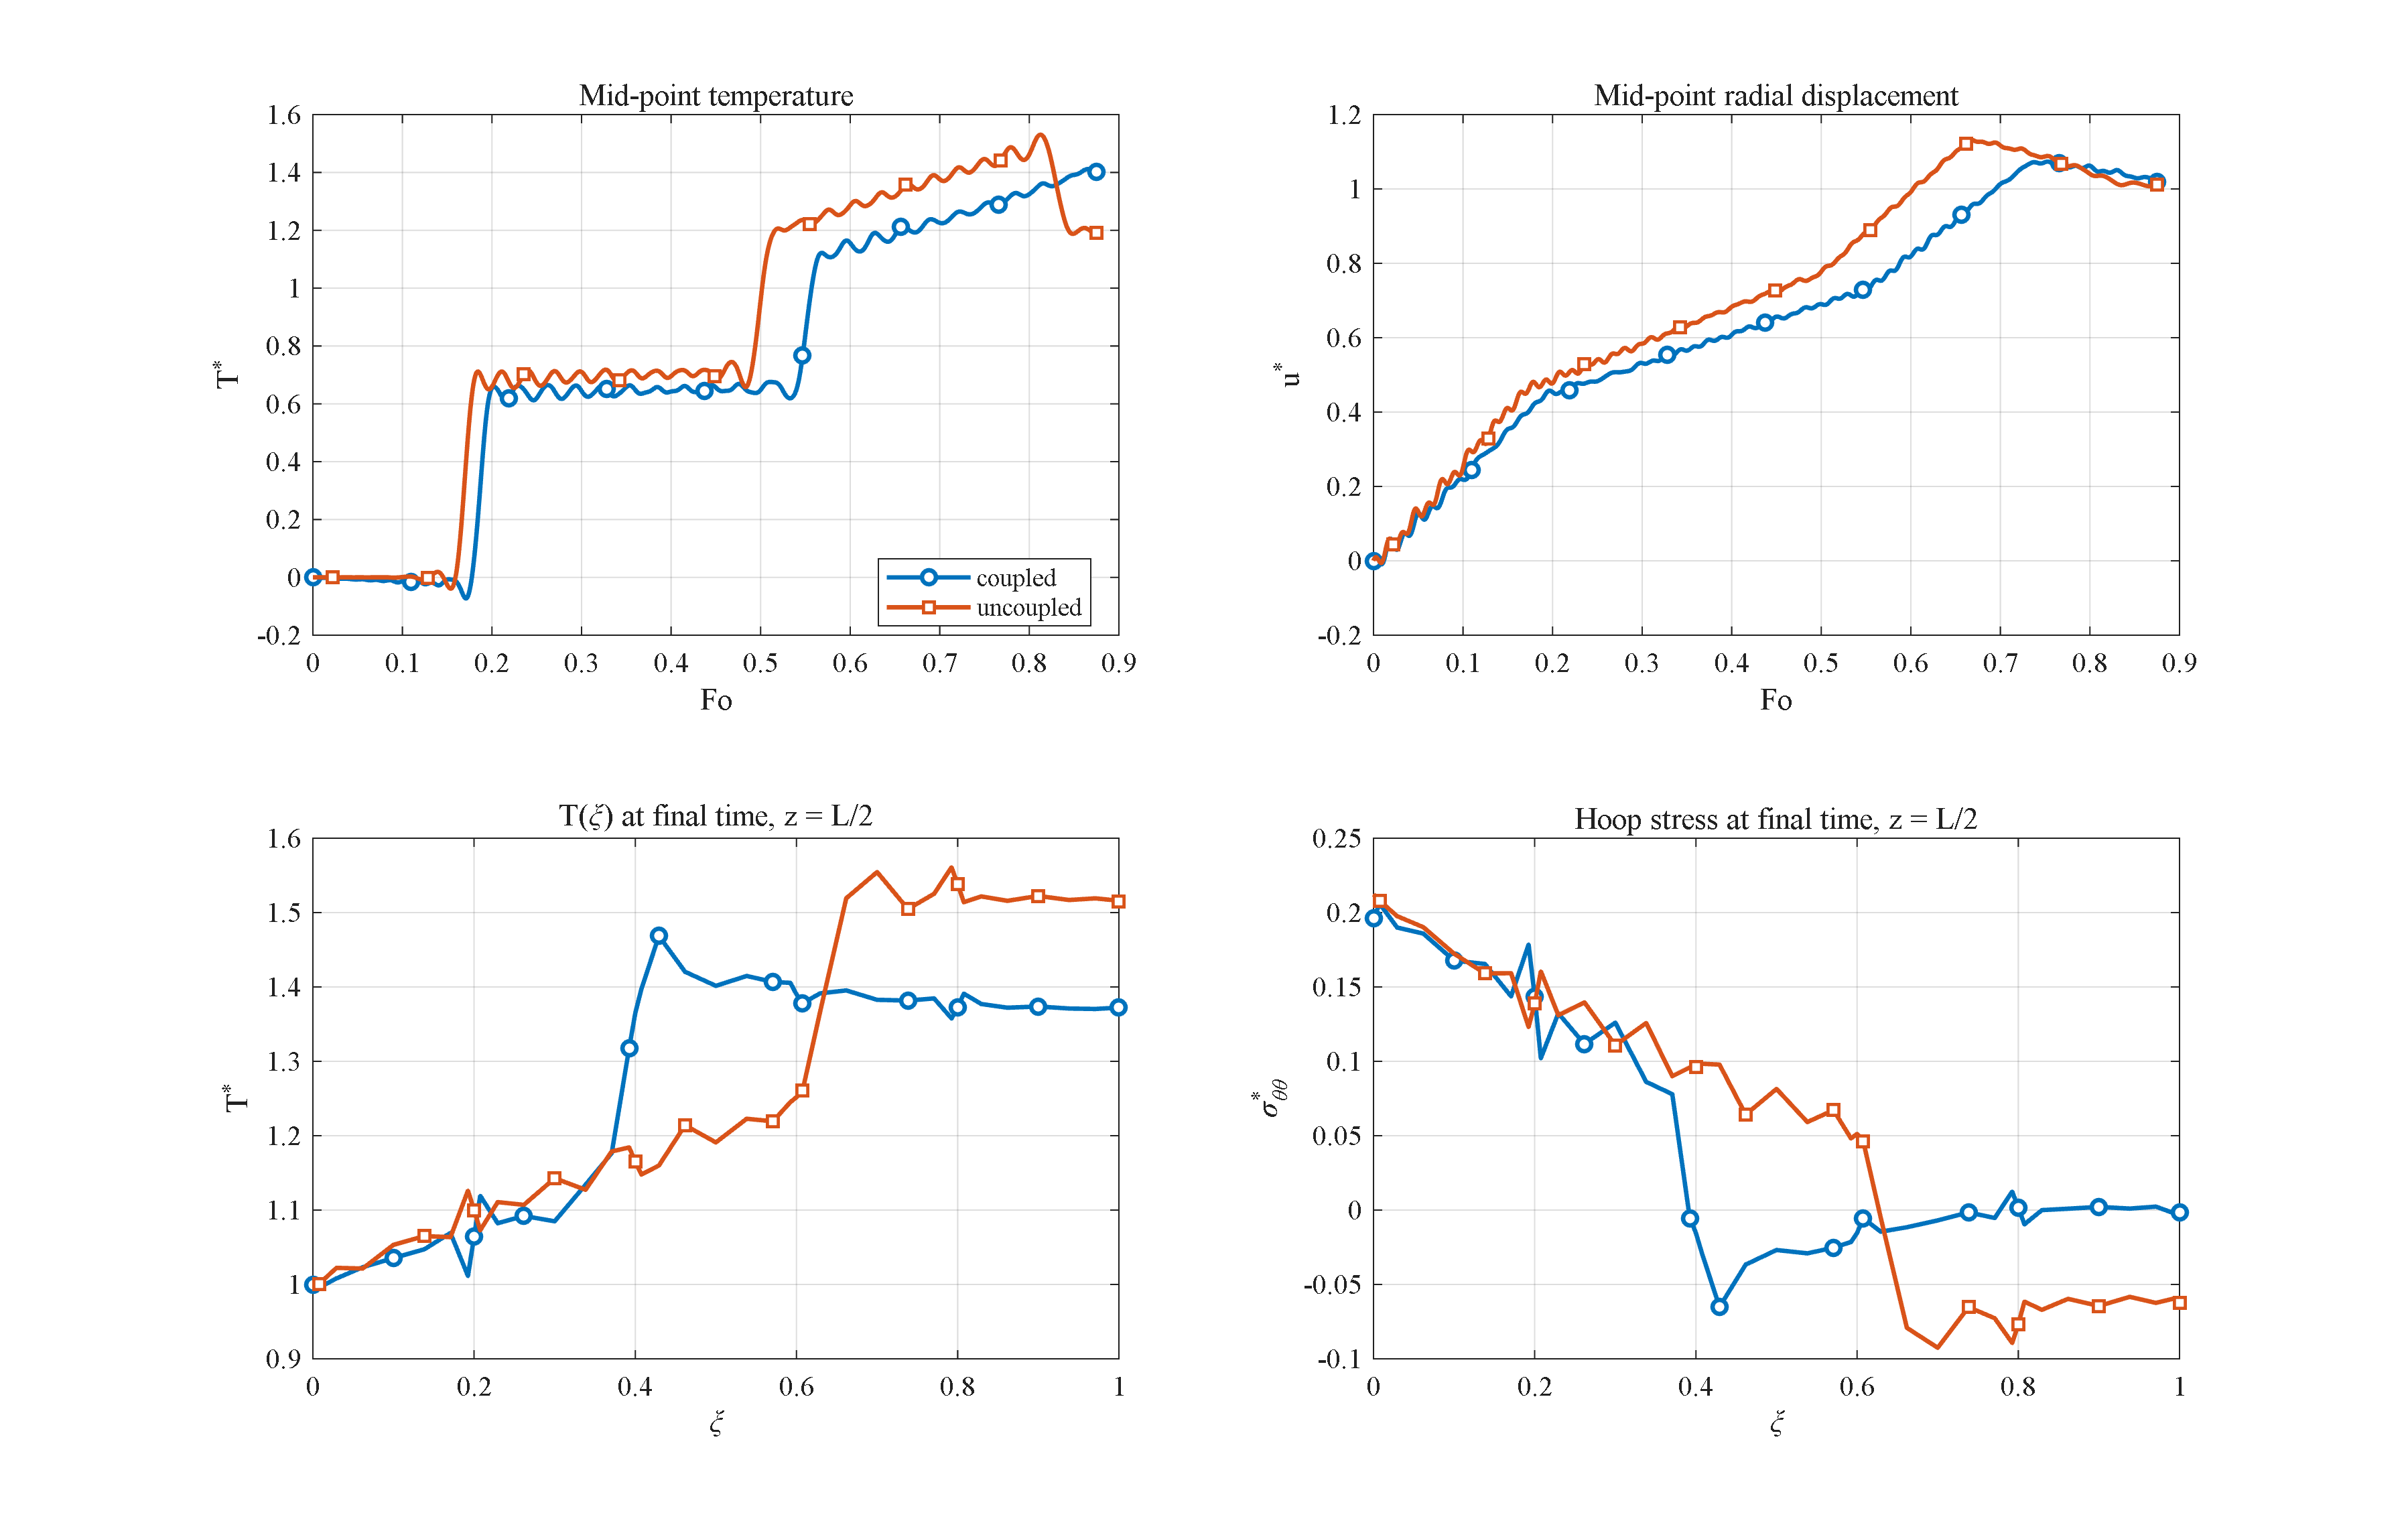 Mid-point temperature
1.6
1.4
1.2
1
0.8
0.6
0.4
0.2
0
-0.2
T*
0 0.1 0.2 0.3 0.4 0.5 0.6 0.7 0.8 0.9
Fo
coupled
uncoupled
Mid-point radial displacement
1.2
1
0.8
0.6
0.4
0.2
0
-0.2
u*
0 0.1 0.2 0.3 0.4 0.5 0.6 0.7 0.8 0.9
Fo
T(ξ) at final time, z = L/2
1.6
1.5
1.4
1.3
1.2
1.1
1
0.9
T*
0 0.2 0.4 0.6 0.8 1
ξ
Hoop stress at final time, z = L/2
0.25
0.2
0.15
0.1
0.05
0
-0.05
-0.1
σ*θθ
0 0.2 0.4 0.6 0.8 1
ξ